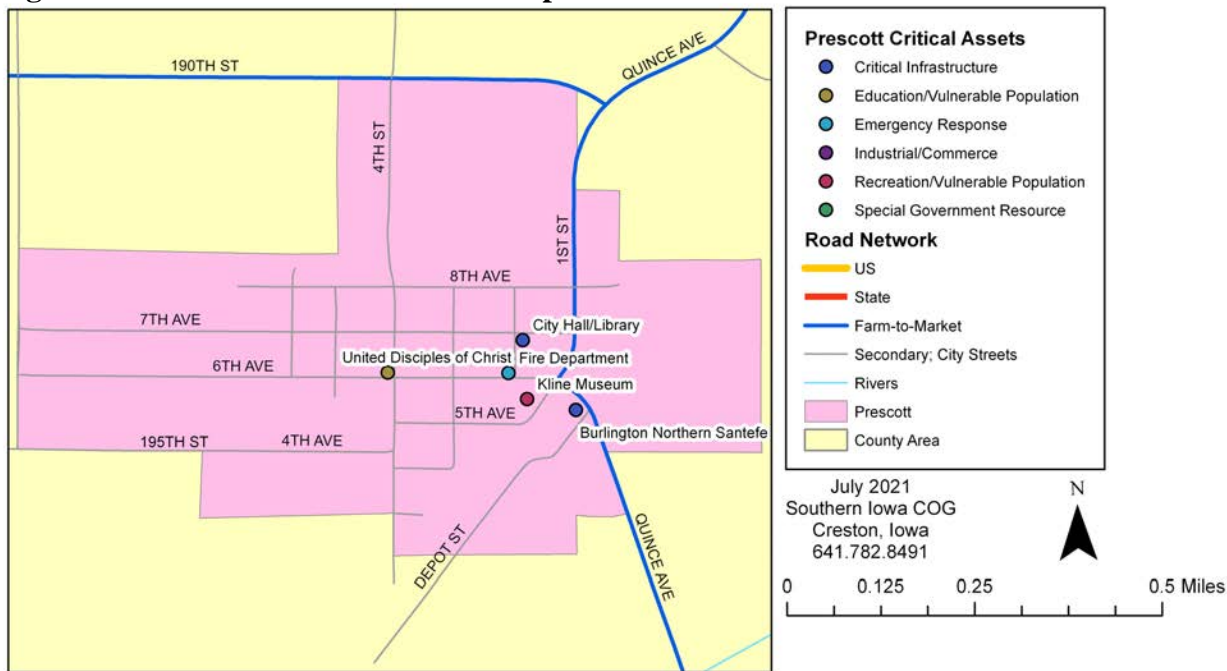 190TH ST
QUINCE AVE
4TH ST
1ST ST
8TH AVE
7TH AVE
City Hall/Library
6TH AVE
United Disciples of Christ
Fire Department
Kline Museum
5TH AVE
Burlington Northern Santefe
195TH ST
4TH AVE
DEPOT ST
QUINCE AVE
Prescott Critical Assets
Critical Infrastructure
Education/Vulnerable Population
Emergency Response
Industrial/Commerce
Recreation/Vulnerable Population
Special Government Resource
Road Network
US
State
Farm-to-Market
Secondary; City Streets
Rivers
Prescott
County Area
July 2021
Southern Iowa COG
Creston, Iowa
641.782.8491
N
0 0.125 0.25 0.5 Miles